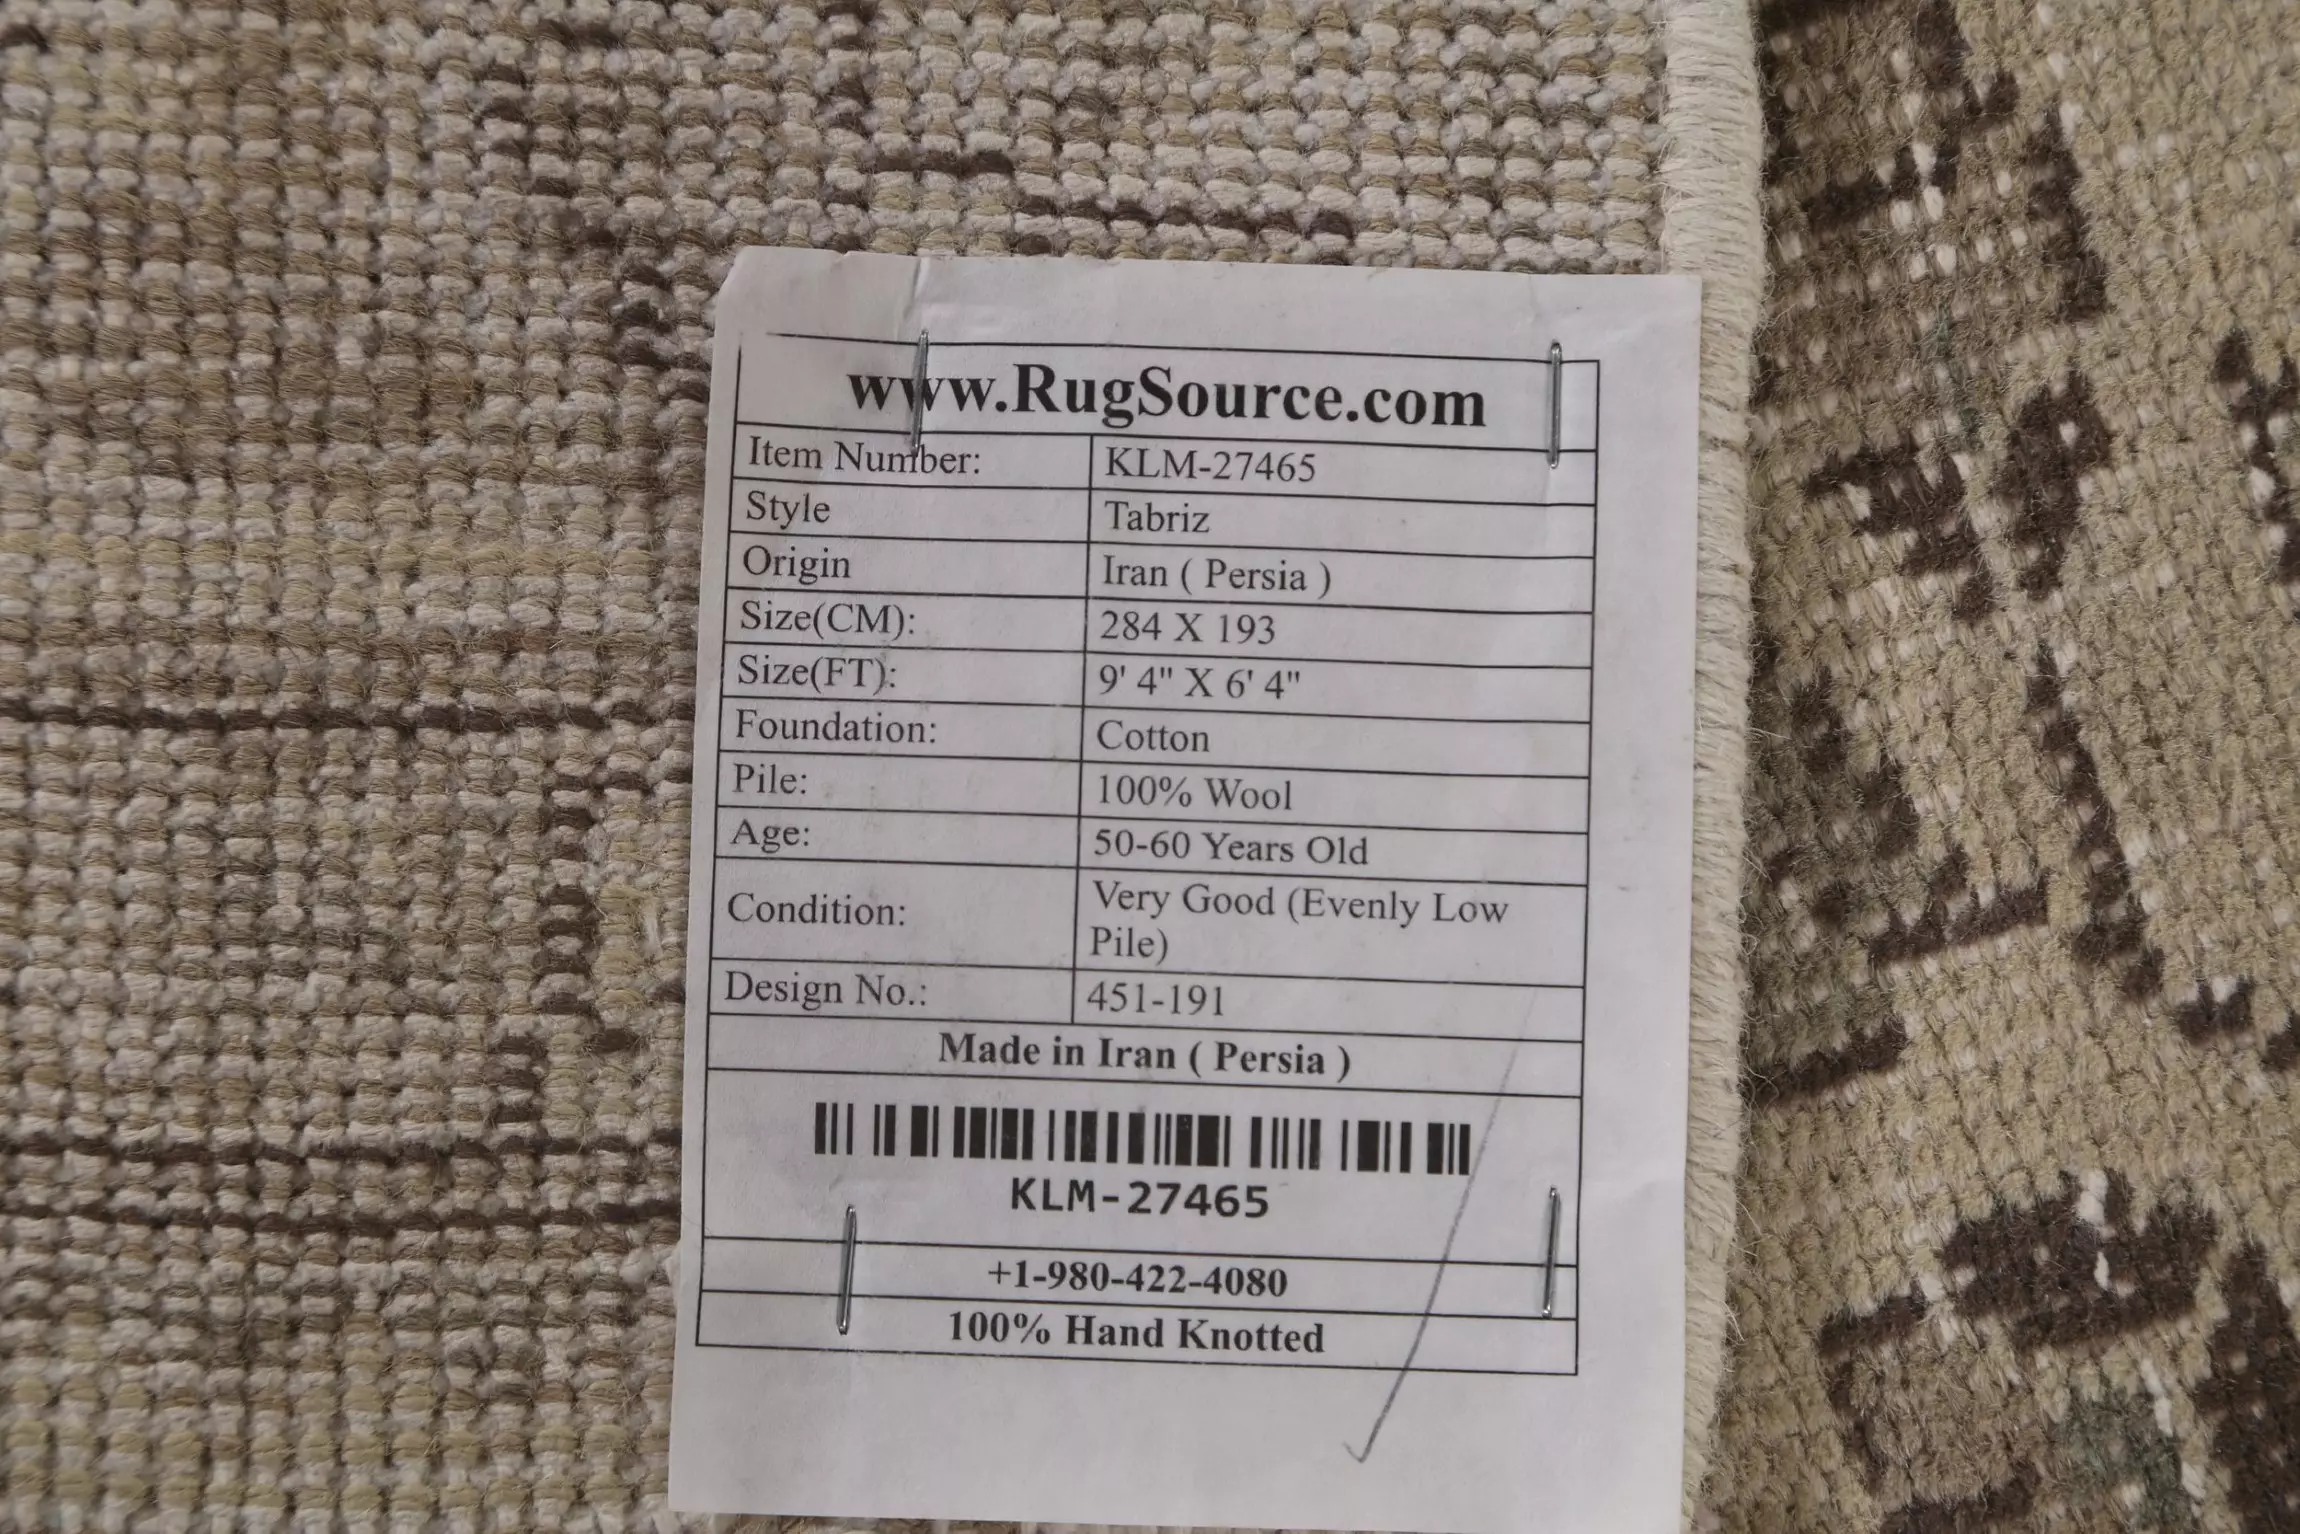 www.RugSource.com
Item Number: KLM-27465
Style Tabriz
Origin Iran ( Persia )
Size(CM): 284 X 193
Size(FT): 9' 4" X 6' 4"
Foundation: Cotton
Pile: 100% Wool
Age: 50-60 Years Old
Condition: Very Good (Evenly Low
Pile)
Design No.: 451-191
Made in Iran ( Persia )
KLM-27465
+1-980-422-4080
100% Hand Knotted